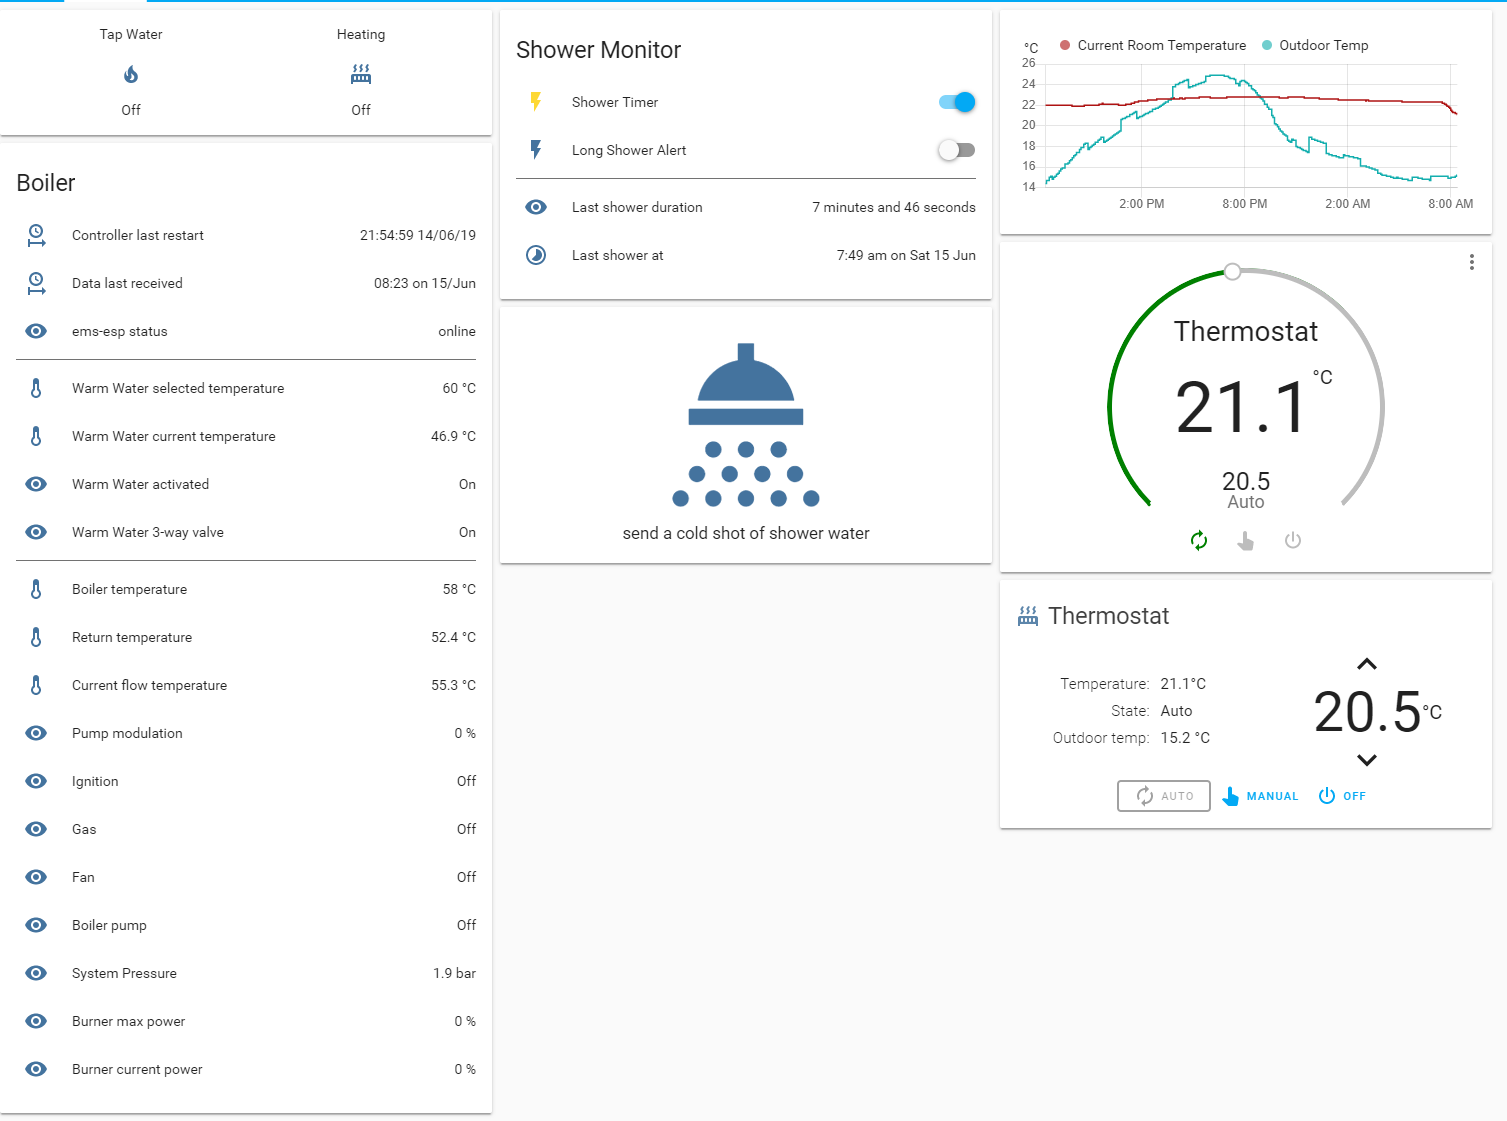 Tap Water Heating
Off Off
Boiler
Controller last restart 21:54:59 14/06/19
Data last received 08:23 on 15/Jun
ems-esp status online
Warm Water selected temperature 60 °C
Warm Water current temperature 46.9 °C
Warm Water activated On
Warm Water 3-way valve On
Boiler temperature 58 °C
Return temperature 52.4 °C
Current flow temperature 55.3 °C
Pump modulation 0 %
Ignition Off
Gas Off
Fan Off
Boiler pump Off
System Pressure 1.9 bar
Burner max power 0 %
Burner current power 0 %
Shower Monitor
Shower Timer
Long Shower Alert
Last shower duration 7 minutes and 46 seconds
Last shower at 7:49 am on Sat 15 Jun
send a cold shot of shower water
°C Current Room Temperature Outdoor Temp
26
24
22
20
18
16
14
2:00 PM 8:00 PM 2:00 AM 8:00 AM
Thermostat
21.1 °C
20.5
Auto
Thermostat
Temperature: 21.1°C
State: Auto
Outdoor temp: 15.2 °C
20.5 °C
AUTO MANUAL OFF